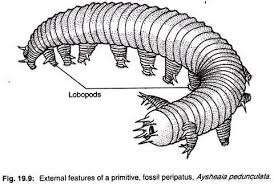 Lobopods
Fig. 19.9: External features of a primitive, fossil peripatus, Aysheaia pedunculata.